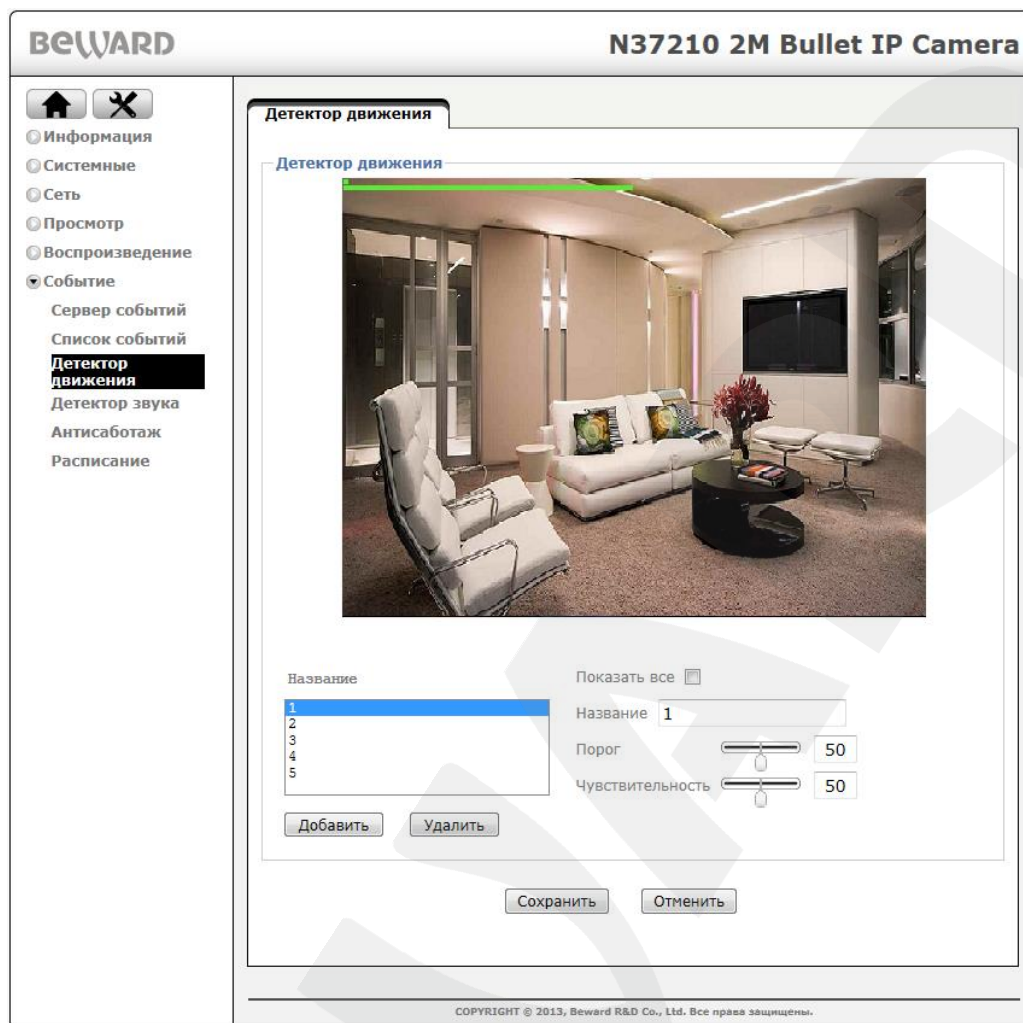 BEWARD
N37210 2M Bullet IP Camera
Информация
Системные
Сеть
Просмотр
Воспроизведение
Событие
Сервер событий
Список событий
Детектор
движения
Детектор звука
Антисаботаж
Расписание
Детектор движения
Детектор движения
Название
1
2
3
4
5
Добавить
Удалить
Показать все
Название 1
Порог 50
Чувствительность 50
Сохранить
Отменить
COPYRIGHT © 2013, Beward R&D Co., Ltd. Все права защищены.